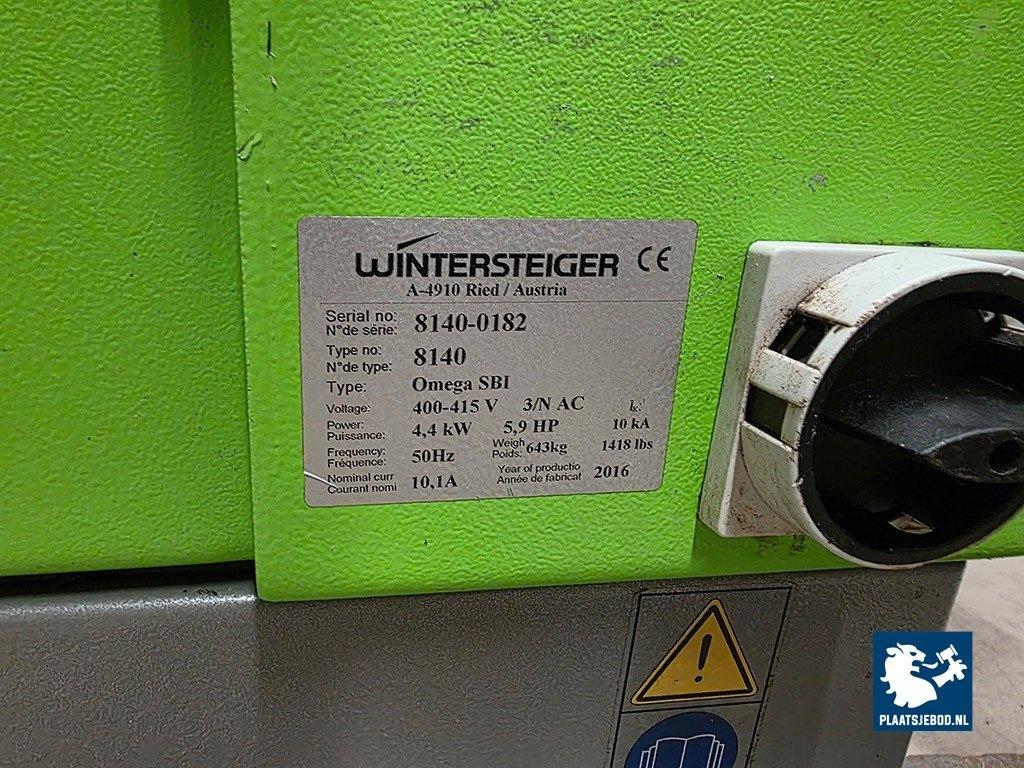 WINTERSTEIGER CE
A-4910 Ried / Austria
Serial no:
N°de série: 8140-0182
Type no:
N°de type: 8140
Type: Omega SBI
Voltage: 400-415 V 3/N AC
Power:
Puissance: 4,4 kW 5,9 HP 10 kA
Frequency:
Fréquence: 50Hz Weigh
Poids: 643kg 1418 lbs
Nominal curr
Courant nomi 10,1A Year of productio
Année de fabricat 2016
PLAATSJEBOD.NL